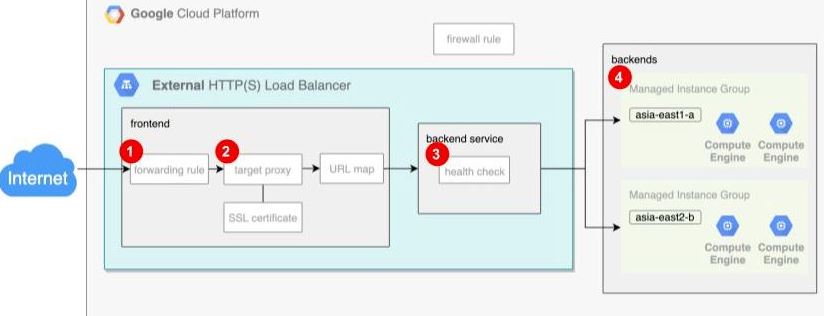 Google Cloud Platform
firewall rule
External HTTP(S) Load Balancer
frontend
1
forwarding rule
2
target proxy
URL map
SSL certificate
Internet
backend service
3
health check
backends
4
Managed Instance Group
asia-east1-a
Compute Engine
Compute Engine
Managed Instance Group
asia-east2-b
Compute Engine
Compute Engine